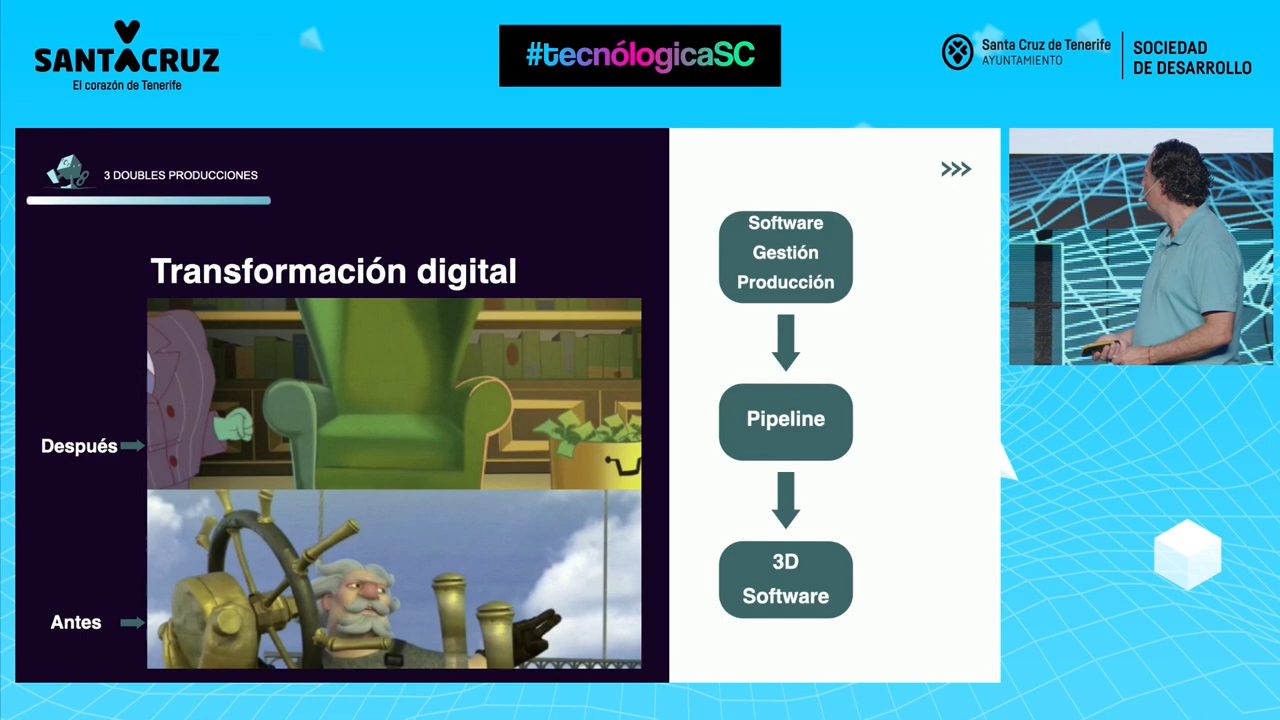 SANTACRUZ
El corazón de Tenerife
#tecnólogicaSC
Santa Cruz de Tenerife
AYUNTAMIENTO
SOCIEDAD
DE DESARROLLO
3 DOUBLES PRODUCCIONES
>>>
Transformación digital
Después
Antes
Software
Gestión
Producción
Pipeline
3D
Software